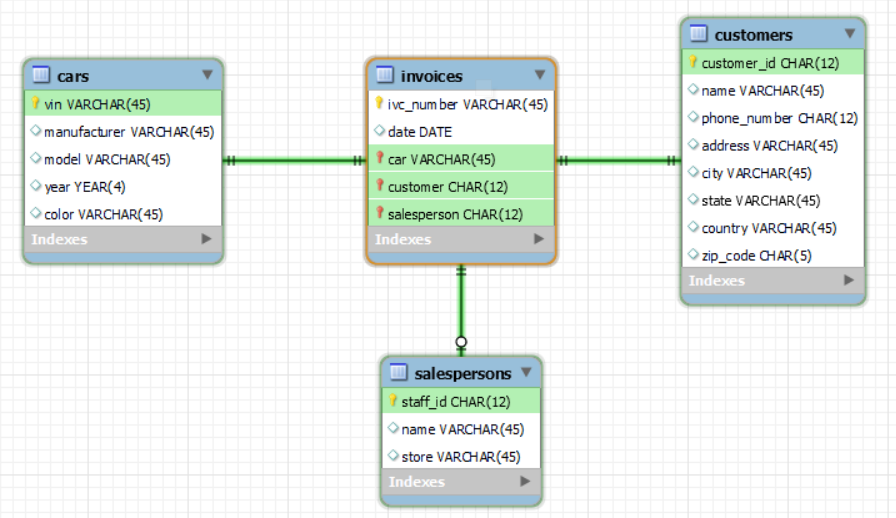 cars
vin VARCHAR(45)
manufacturer VARCHAR(45)
model VARCHAR(45)
year YEAR(4)
color VARCHAR(45)
Indexes
invoices
ivc_number VARCHAR(45)
date DATE
car VARCHAR(45)
customer CHAR(12)
salesperson CHAR(12)
Indexes
customers
customer_id CHAR(12)
name VARCHAR(45)
phone_number CHAR(12)
address VARCHAR(45)
city VARCHAR(45)
state VARCHAR(45)
country VARCHAR(45)
zip_code CHAR(5)
Indexes
salespersons
staff_id CHAR(12)
name VARCHAR(45)
store VARCHAR(45)
Indexes